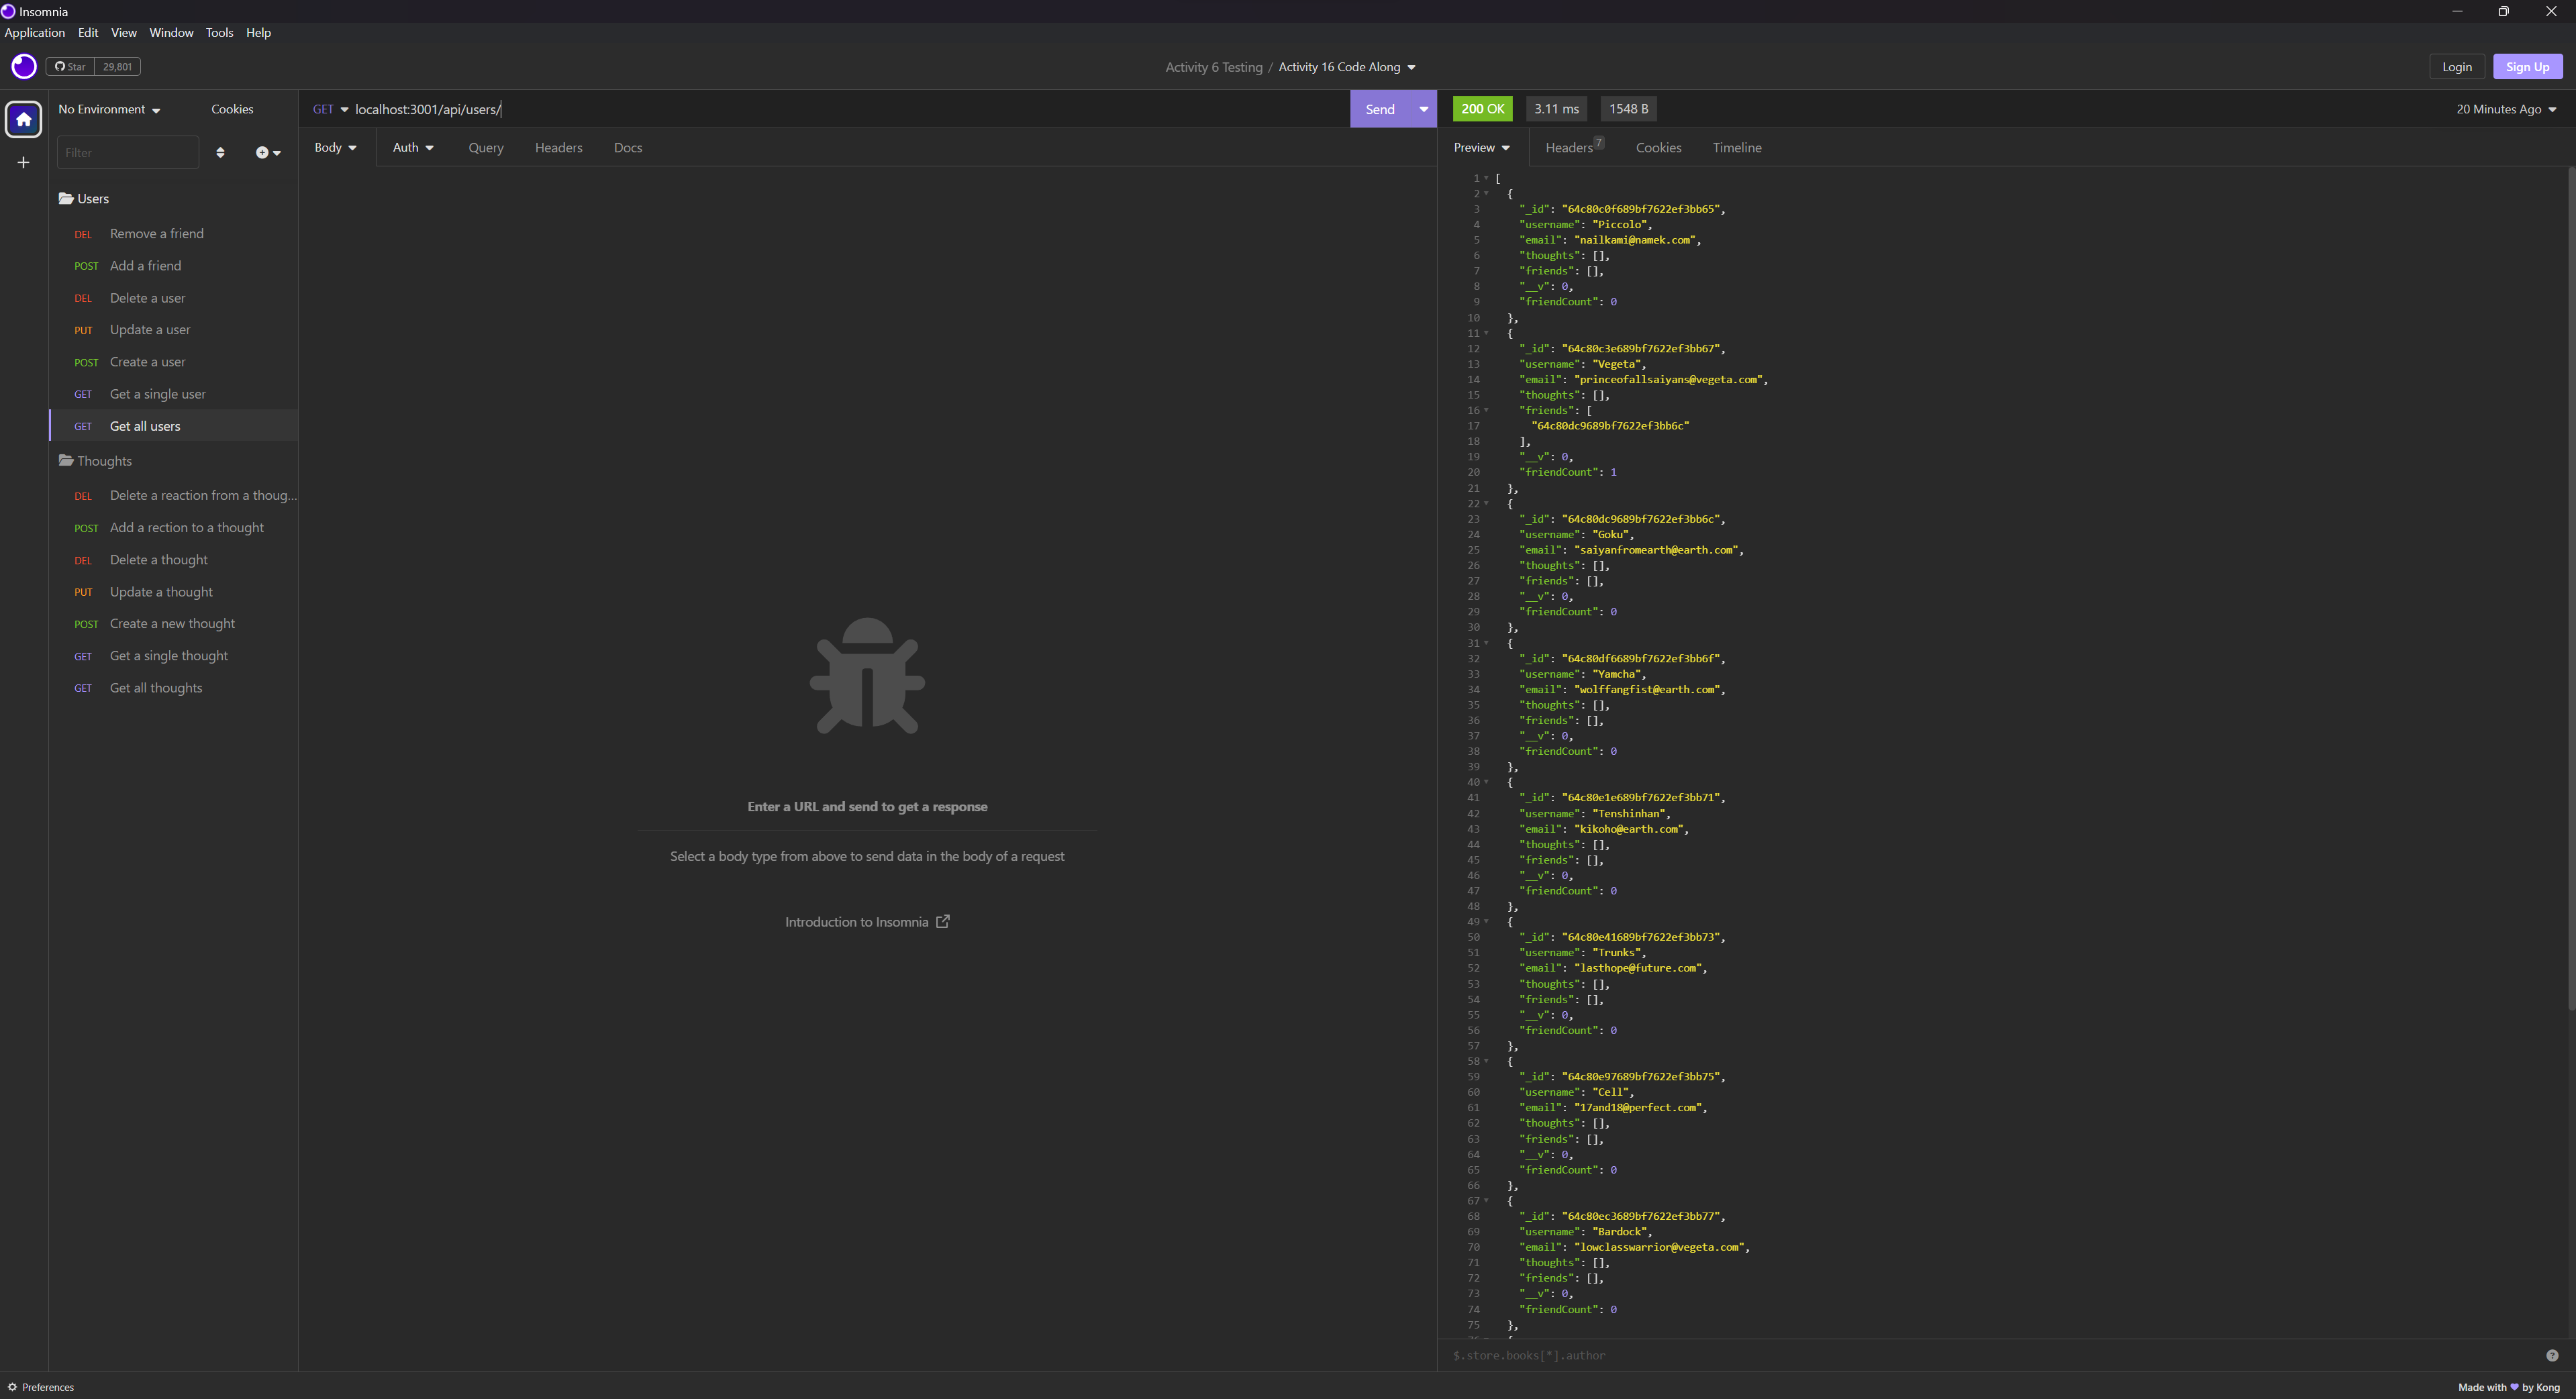 Insomnia
Application Edit View Window Tools Help
Star 29,801
Activity 6 Testing / Activity 16 Code Along
Login Sign Up
No Environment Cookies
Filter
Users
DEL Remove a friend
POST Add a friend
DEL Delete a user
PUT Update a user
POST Create a user
GET Get a single user
GET Get all users
Thoughts
DEL Delete a reaction from a thoug...
POST Add a rection to a thought
DEL Delete a thought
PUT Update a thought
POST Create a new thought
GET Get a single thought
GET Get all thoughts
GET localhost:3001/api/users/ Send
Body Auth Query Headers Docs
Enter a URL and send to get a response
Select a body type from above to send data in the body of a request
Introduction to Insomnia
200 OK 3.11 ms 1548 B 20 Minutes Ago
Preview Headers 7 Cookies Timeline
1 [
2 {
3 "_id": "64c80c0f689bf7622ef3bb65",
4 "username": "Piccolo",
5 "email": "nailkami@namek.com",
6 "thoughts": [],
7 "friends": [],
8 "__v": 0,
9 "friendCount": 0
10 },
11 {
12 "_id": "64c80c3e689bf7622ef3bb67",
13 "username": "Vegeta",
14 "email": "princeofallsaiyans@vegeta.com",
15 "thoughts": [],
16 "friends": [
17 "64c80dc9689bf7622ef3bb6c"
18 ],
19 "__v": 0,
20 "friendCount": 1
21 },
22 {
23 "_id": "64c80dc9689bf7622ef3bb6c",
24 "username": "Goku",
25 "email": "saiyanfromearth@earth.com",
26 "thoughts": [],
27 "friends": [],
28 "__v": 0,
29 "friendCount": 0
30 },
31 {
32 "_id": "64c80df6689bf7622ef3bb6f",
33 "username": "Yamcha",
34 "email": "wolffangfist@earth.com",
35 "thoughts": [],
36 "friends": [],
37 "__v": 0,
38 "friendCount": 0
39 },
40 {
41 "_id": "64c80e1e689bf7622ef3bb71",
42 "username": "Tenshinhan",
43 "email": "kikoho@earth.com",
44 "thoughts": [],
45 "friends": [],
46 "__v": 0,
47 "friendCount": 0
48 },
49 {
50 "_id": "64c80e41689bf7622ef3bb73",
51 "username": "Trunks",
52 "email": "lasthope@future.com",
53 "thoughts": [],
54 "friends": [],
55 "__v": 0,
56 "friendCount": 0
57 },
58 {
59 "_id": "64c80e97689bf7622ef3bb75",
60 "username": "Cell",
61 "email": "17and18@perfect.com",
62 "thoughts": [],
63 "friends": [],
64 "__v": 0,
65 "friendCount": 0
66 },
67 {
68 "_id": "64c80ec3689bf7622ef3bb77",
69 "username": "Bardock",
70 "email": "lowclasswarrior@vegeta.com",
71 "thoughts": [],
72 "friends": [],
73 "__v": 0,
74 "friendCount": 0
75 },
$.store.books[*].author
Preferences
Made with by Kong